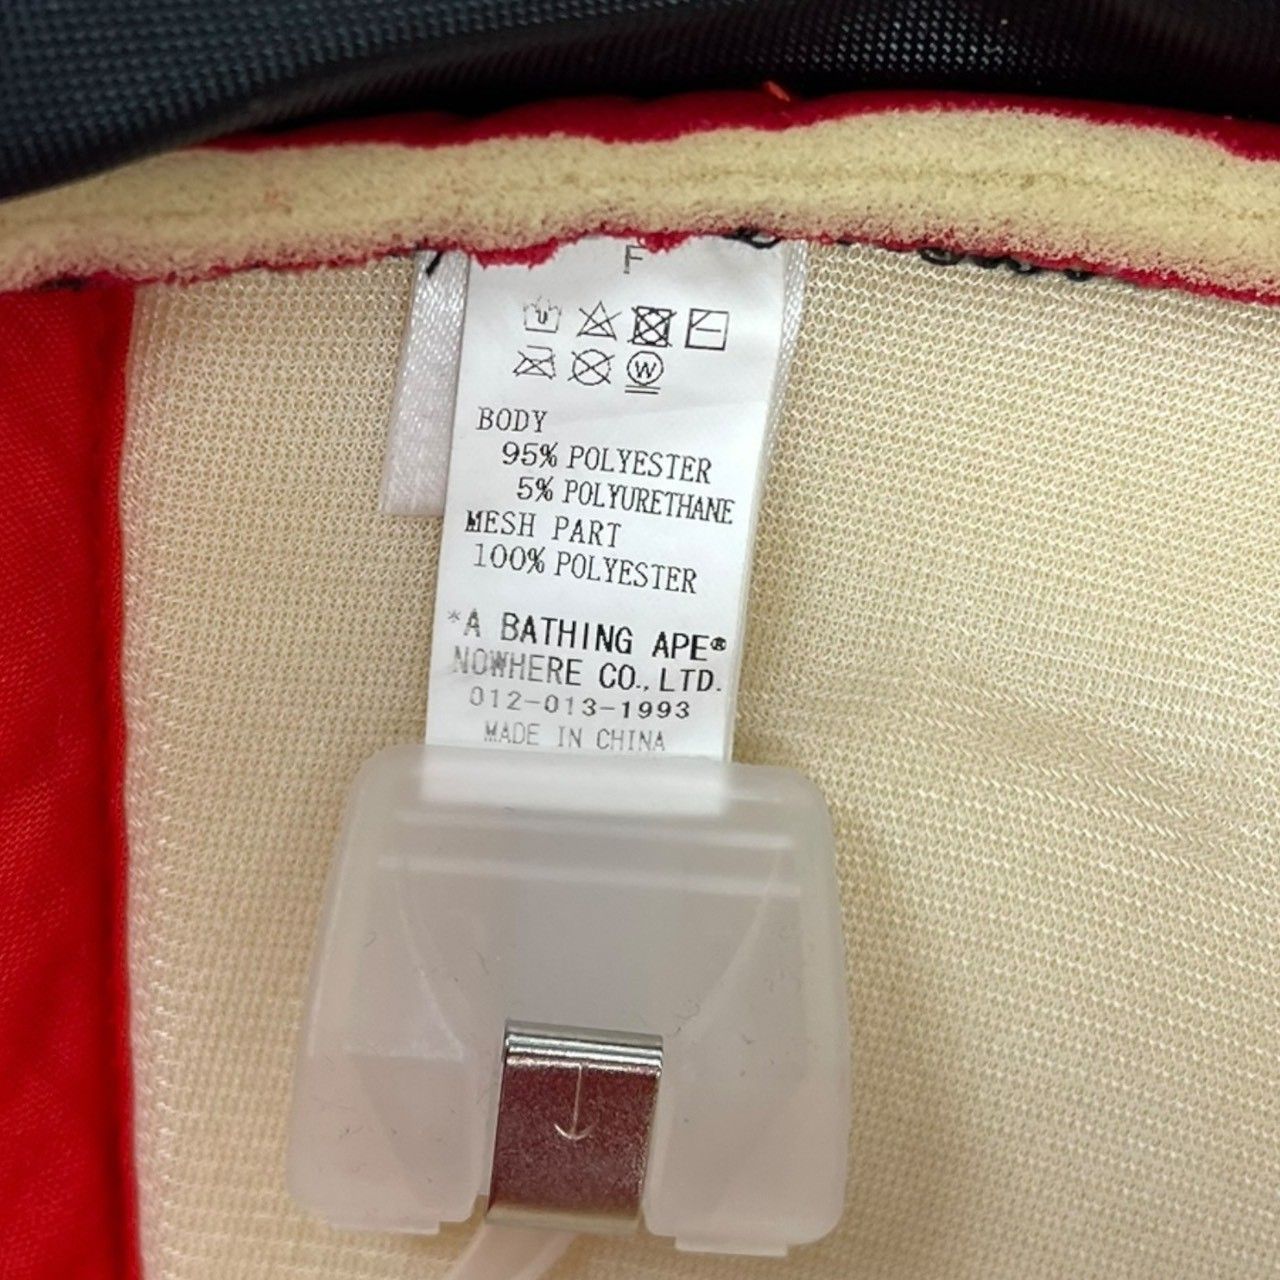 F
W
BODY
95% POLYESTER
5% POLYURETHANE
MESH PART
100% POLYESTER
*A BATHING APE®
NOWHERE CO., LTD.
012-013-1993
MADE IN CHINA